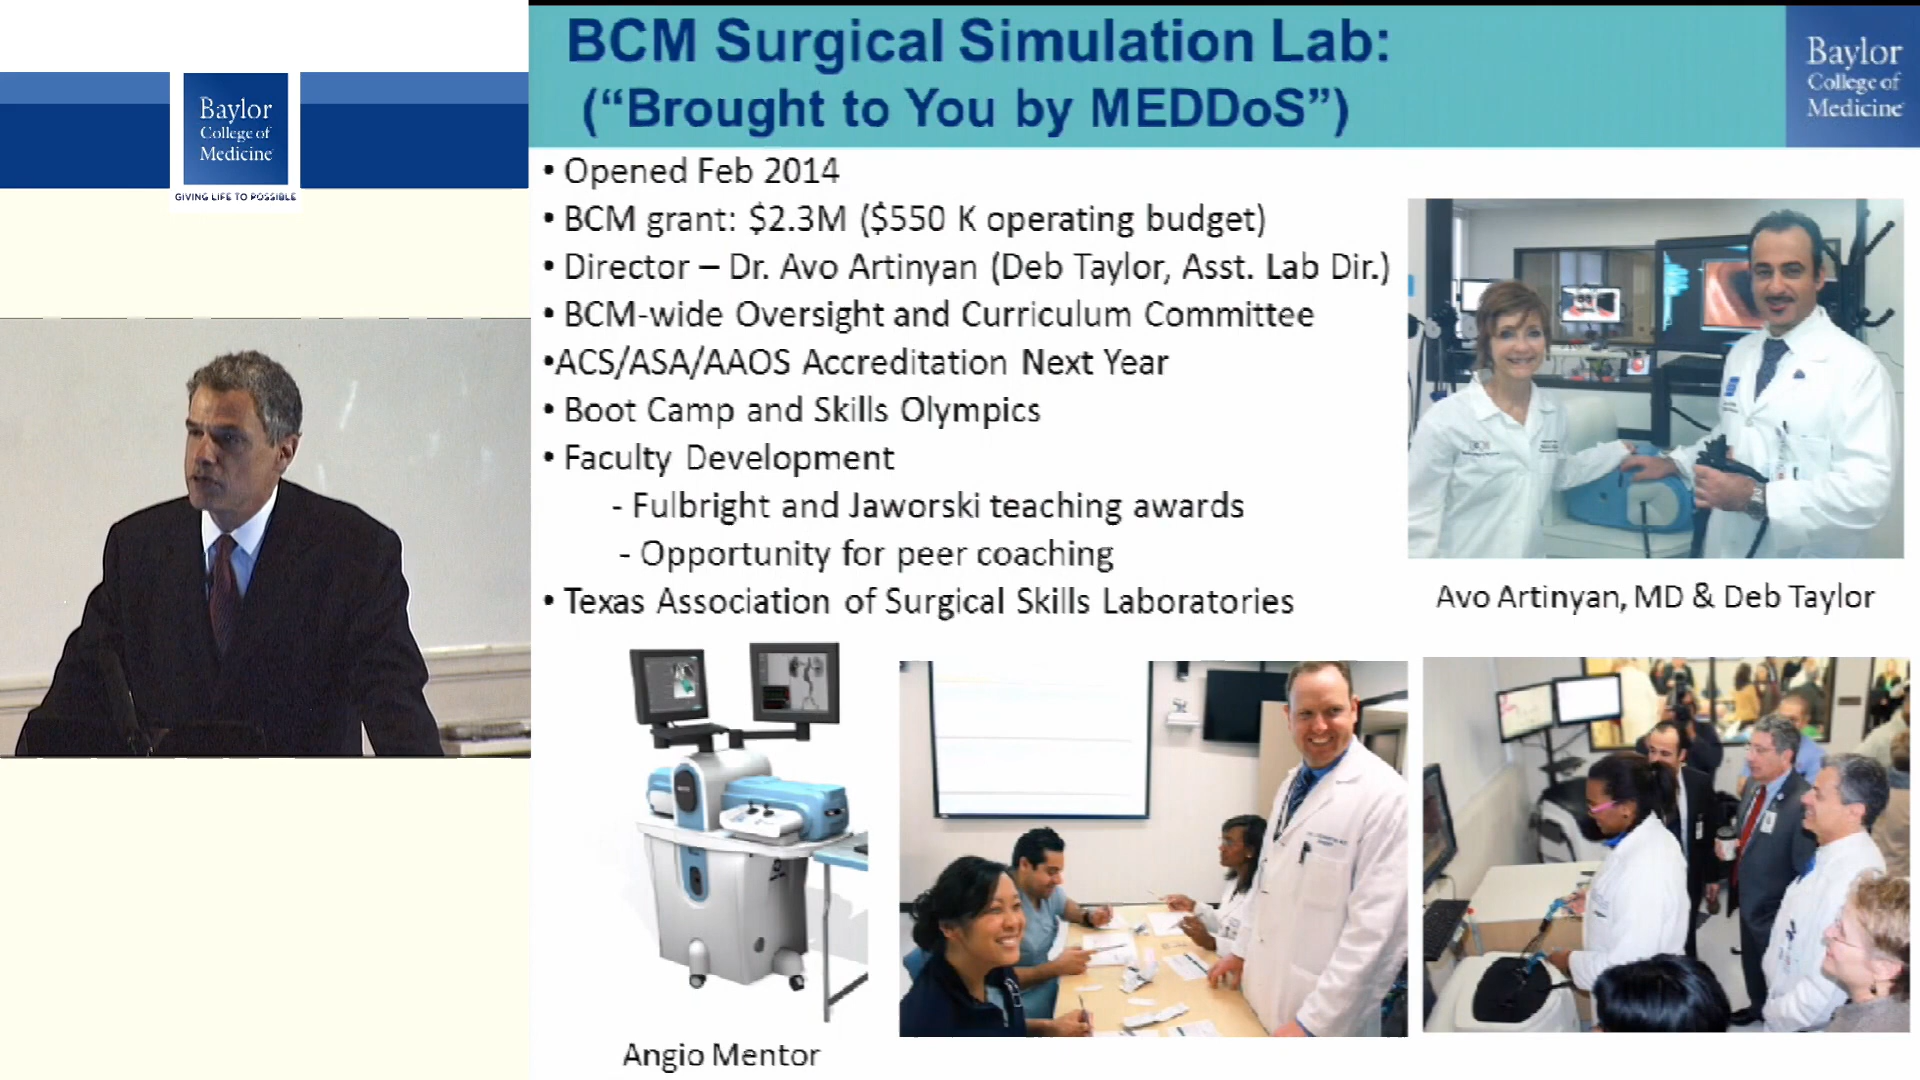 Baylor
College of
Medicine
GIVING LIFE TO POSSIBLE
BCM Surgical Simulation Lab:
(“Brought to You by MEDDoS”)
Baylor
College of
Medicine
• Opened Feb 2014
• BCM grant: $2.3M ($550 K operating budget)
• Director – Dr. Avo Artinyan (Deb Taylor, Asst. Lab Dir.)
• BCM-wide Oversight and Curriculum Committee
•ACS/ASA/AAOS Accreditation Next Year
• Boot Camp and Skills Olympics
• Faculty Development
- Fulbright and Jaworski teaching awards
- Opportunity for peer coaching
• Texas Association of Surgical Skills Laboratories
Avo Artinyan, MD & Deb Taylor
Angio Mentor